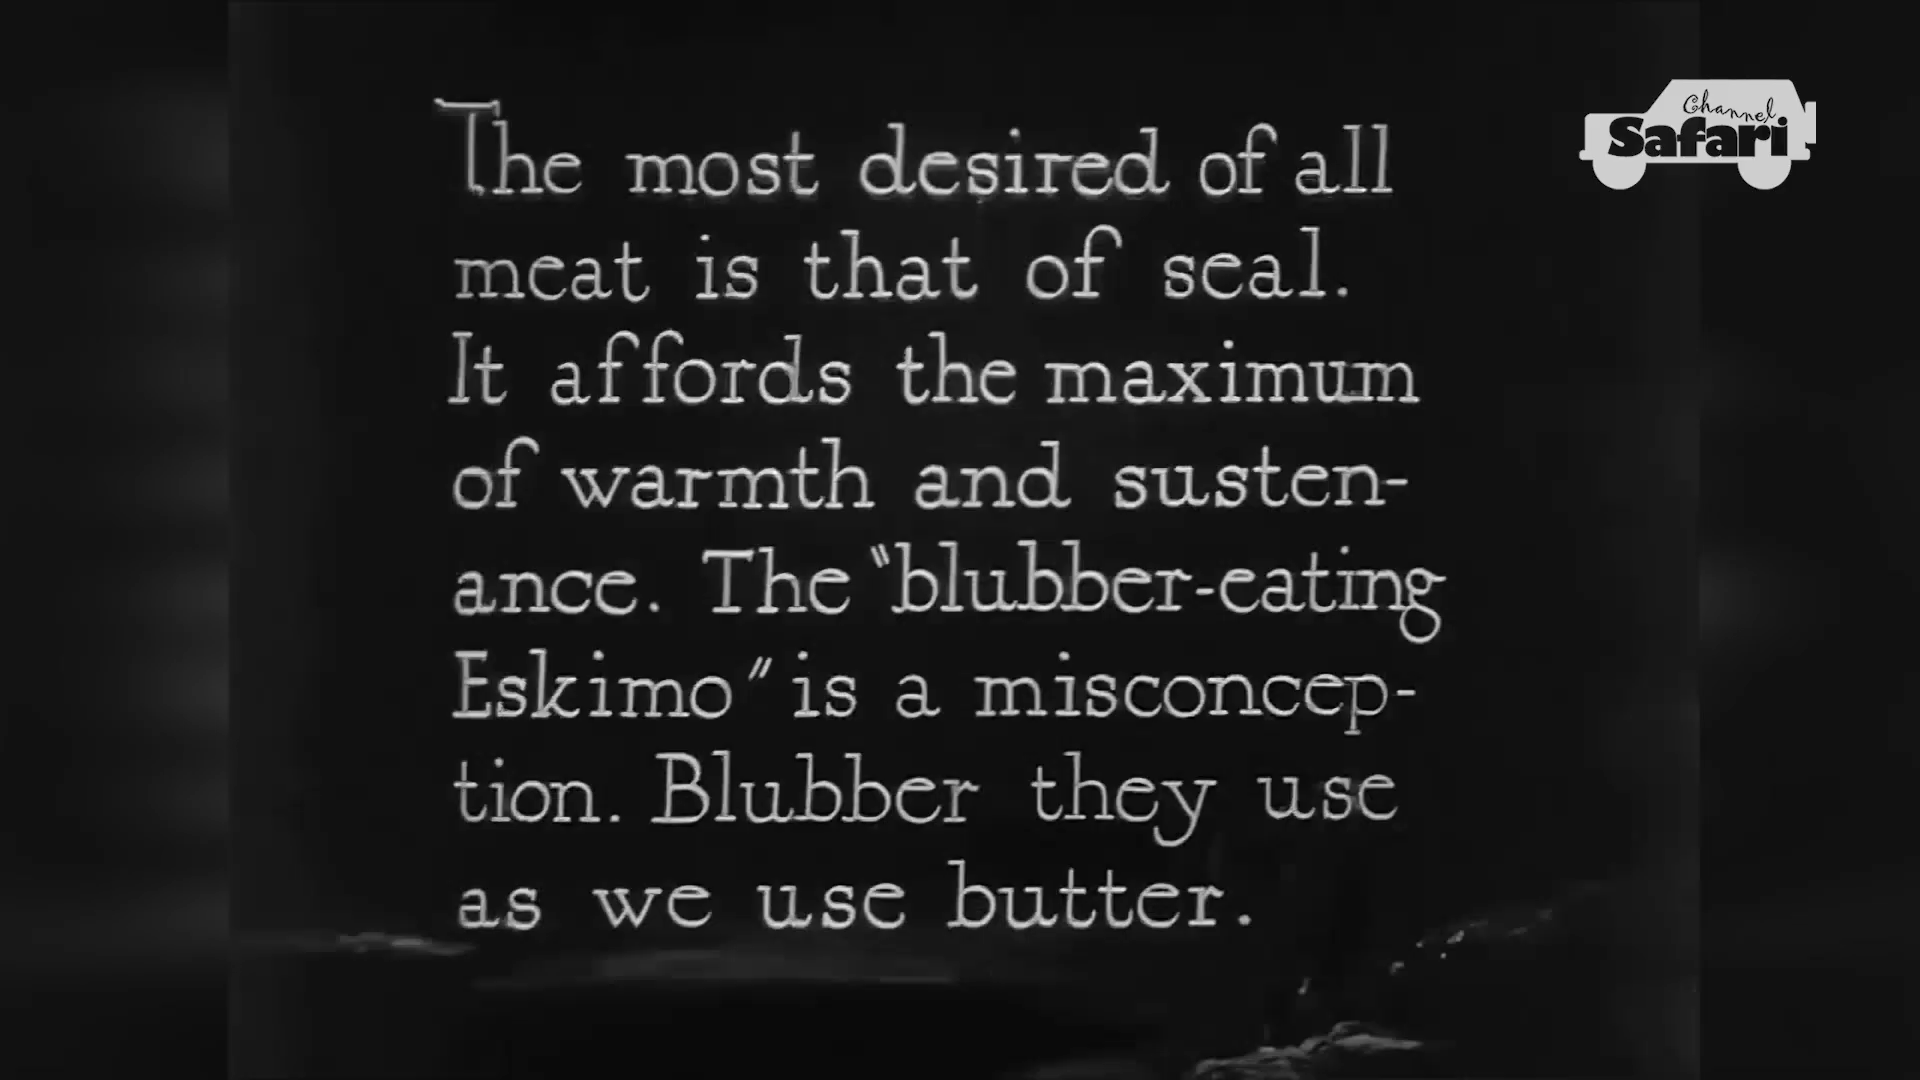 Channel
Safari
The most desired of all
meat is that of seal.
It affords the maximum
of warmth and susten-
ance. The "blubber-eating
Eskimo" is a misconcep-
tion. Blubber they use
as we use butter.